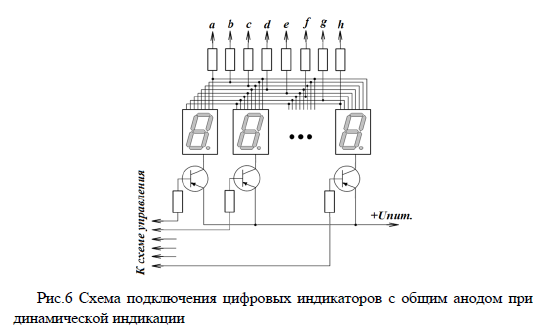 a b c d e f g h
К схеме управления
+Uпит.
Рис.6 Схема подключения цифровых индикаторов с общим анодом при
динамической индикации